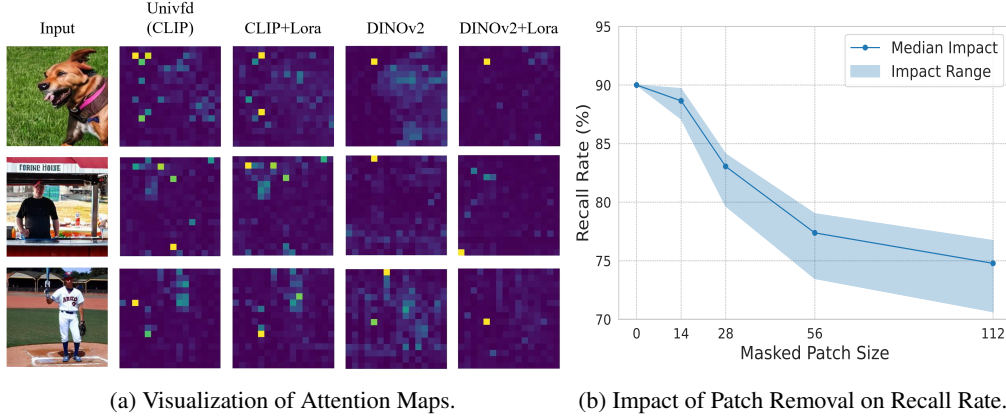 Input
Univfd
(CLIP)
CLIP+Lora
DINOv2
DINOv2+Lora
FORINO HOUSE
95
90
85
80
75
70
Recall Rate (%)
Median Impact
Impact Range
0 14 28 56 112
Masked Patch Size
(a) Visualization of Attention Maps.
(b) Impact of Patch Removal on Recall Rate.